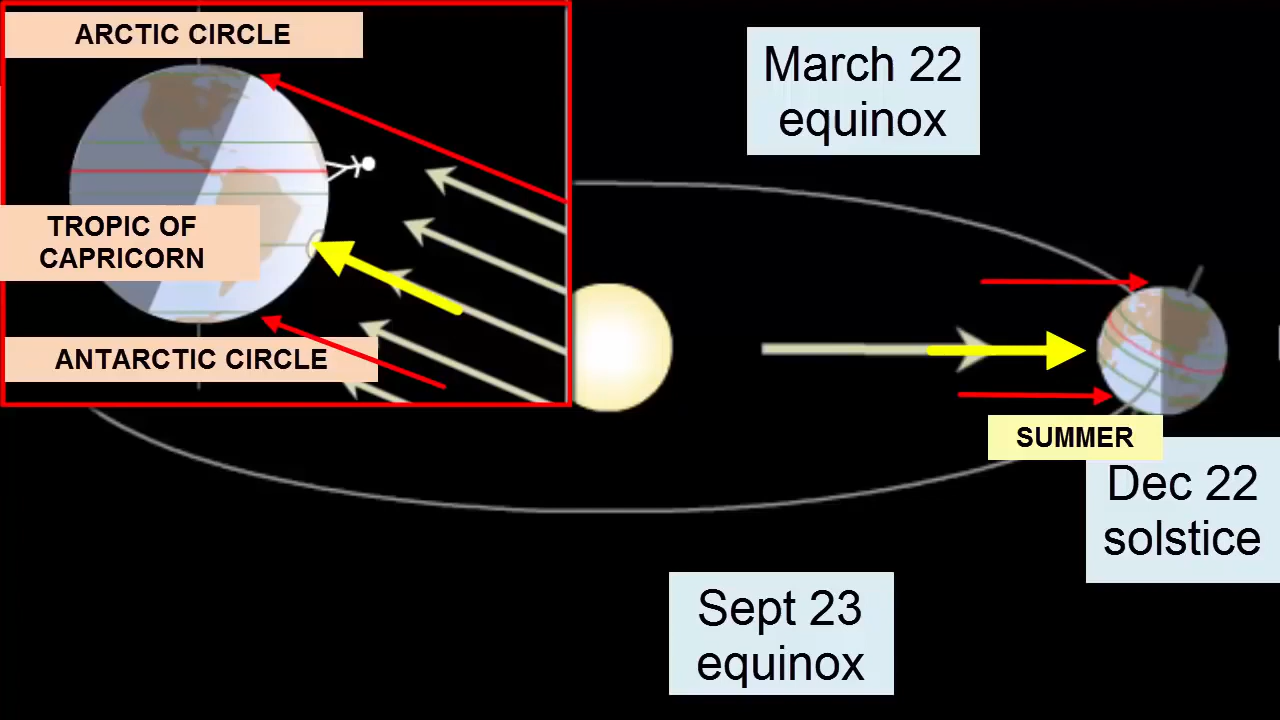 ARCTIC CIRCLE
March 22
equinox
TROPIC OF
CAPRICORN
ANTARCTIC CIRCLE
SUMMER
Dec 22
solstice
Sept 23
equinox